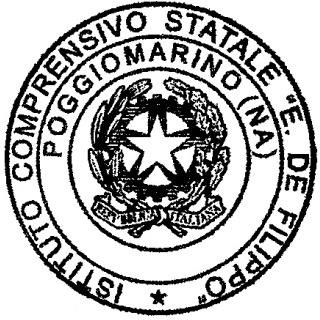 ISTITUTO COMPRENSIVO STATALE "E. DE FILIPPO"
POGGIOMARINO (NA)
REPUBBLICA ITALIANA